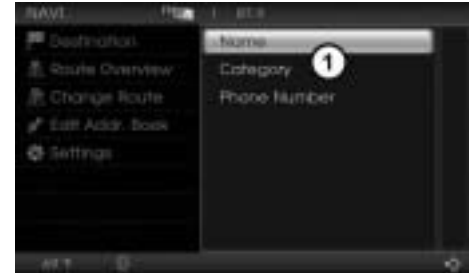 NAVI
Destination
Route Overview
Change Route
Edit Addr. Book
Settings
Name
Category
1
Phone Number